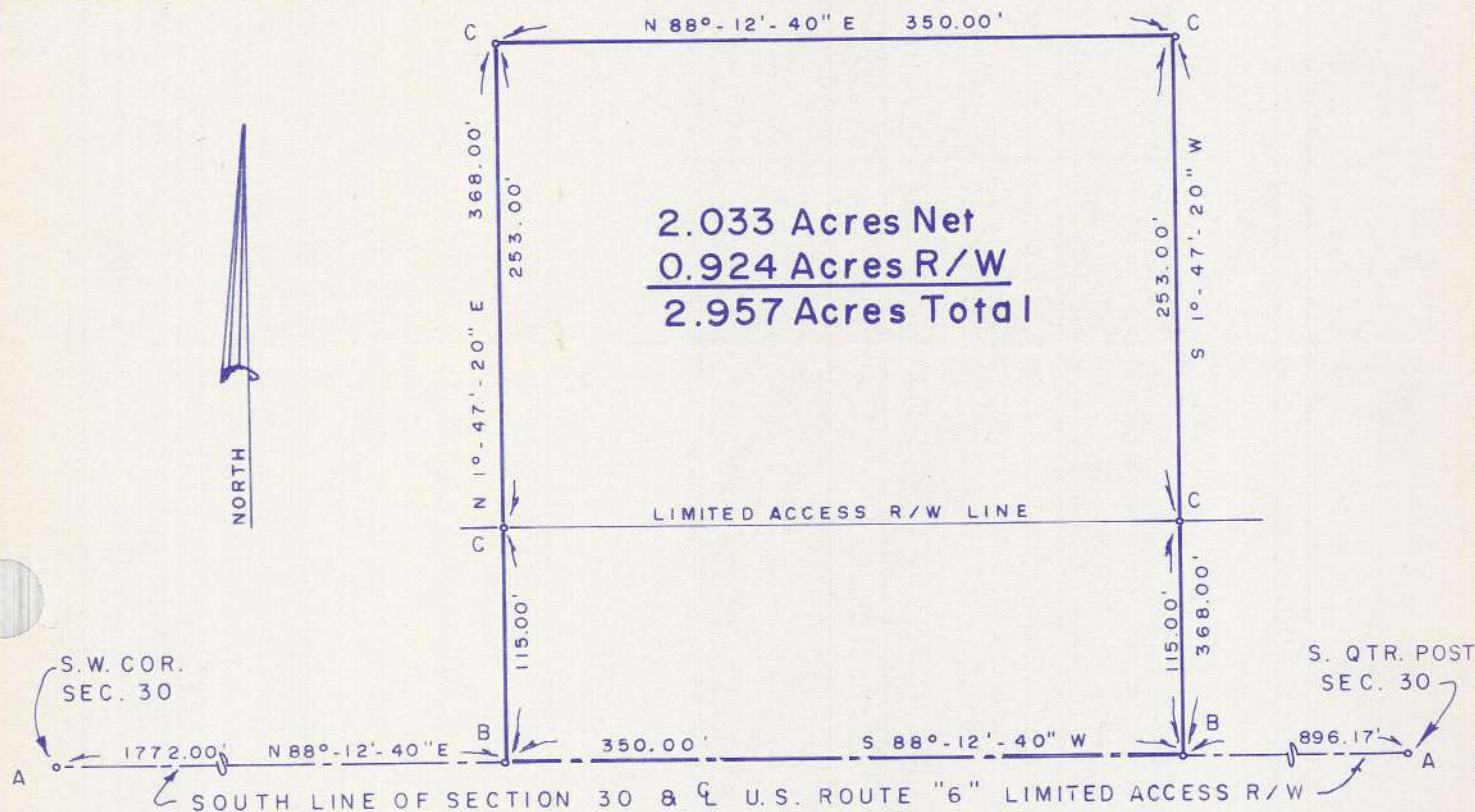 C N 88°-12'-40" E 350.00' C
368.00'
253.00'
N 1°-47'-20" E
253.00'
S 1°-47'-20" W
2.033 Acres Net
0.924 Acres R/W
2.957 Acres Total
NORTH
LIMITED ACCESS R/W LINE
C
C
115.00'
115.00'
368.00'
S.W. COR.
SEC. 30
S. QTR. POST
SEC. 30
A 1772.00' N 88°-12'-40"E B 350.00' S 88°-12'-40" W B 896.17' A
SOUTH LINE OF SECTION 30 & ℄ U.S. ROUTE "6" LIMITED ACCESS R/W